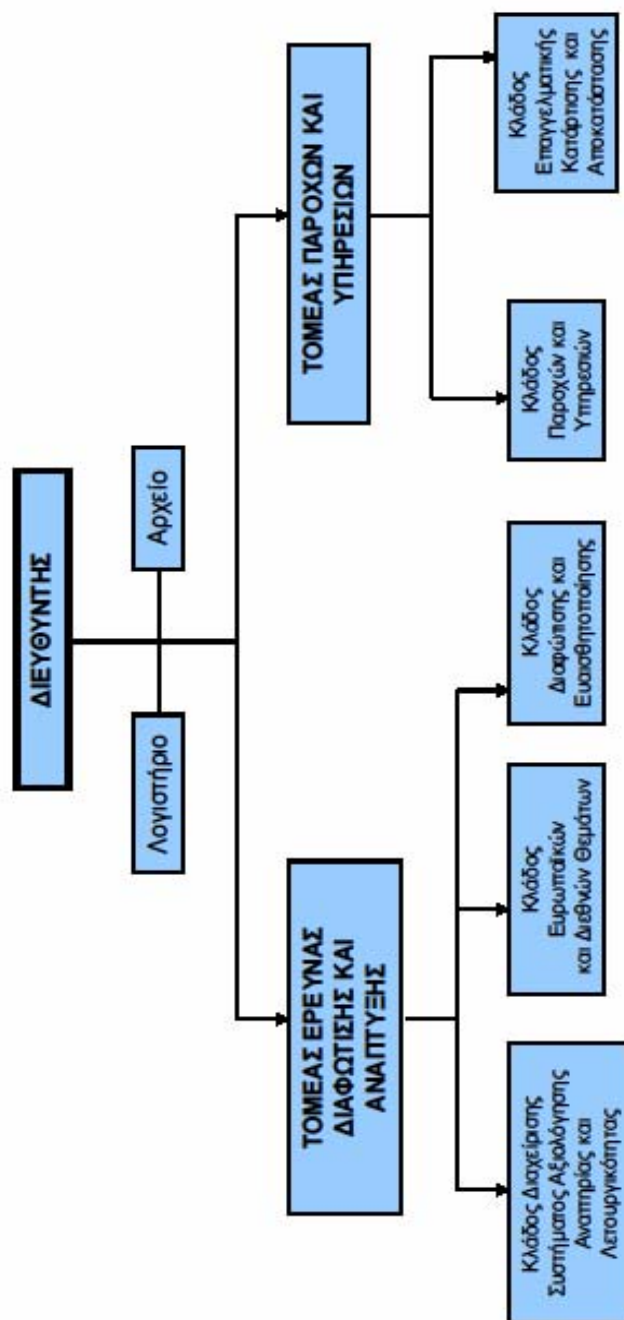 ΔΙΕΥΘΥΝΤΗΣ
Λογιστήριο
Αρχείο
ΤΟΜΕΑΣ ΕΡΕΥΝΑΣ
ΔΙΑΦΩΤΙΣΗΣ ΚΑΙ
ΑΝΑΠΤΥΞΗΣ
ΤΟΜΕΑΣ ΠΑΡΟΧΩΝ ΚΑΙ
ΥΠΗΡΕΣΙΩΝ
Κλάδος Διαχείρισης
Συστήματος Αξιολόγησης
Αναπηρίας και
Λειτουργικότητας
Κλάδος
Ευρωπαϊκών
και Διεθνών Θεμάτων
Κλάδος
Διαφώτισης και
Ευαισθητοποίησης
Κλάδος
Παροχών και
Υπηρεσιών
Κλάδος
Επαγγελματικής
Κατάρτισης και
Αποκατάστασης